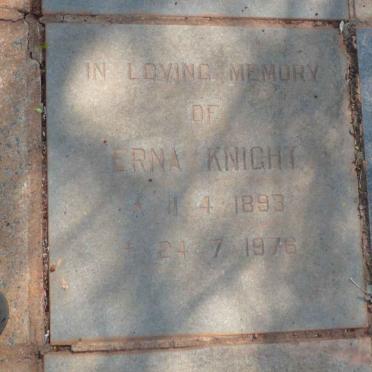 IN LOVING MEMORY
OF
ERNA KNIGHT
* 11 4 1893
+ 24 7 1976